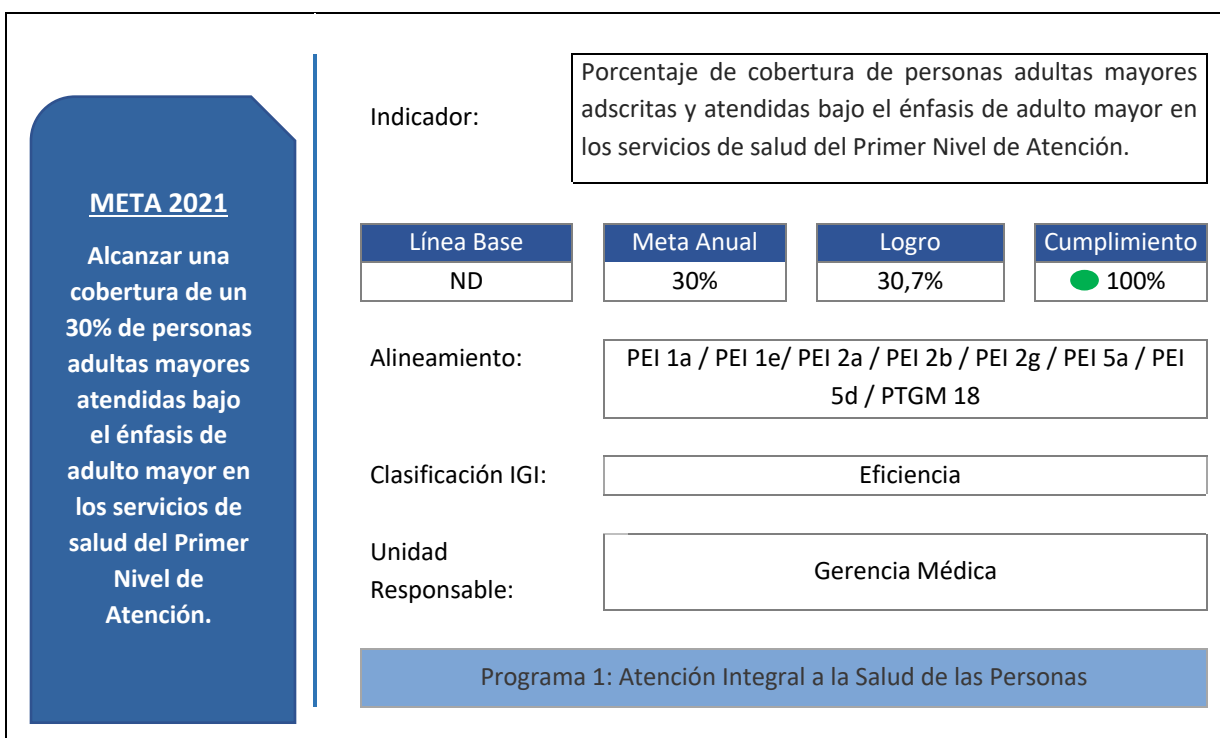 META 2021
Alcanzar una
cobertura de un
30% de personas
adultas mayores
atendidas bajo
el énfasis de
adulto mayor en
los servicios de
salud del Primer
Nivel de
Atención.
Indicador:
Porcentaje de cobertura de personas adultas mayores
adscritas y atendidas bajo el énfasis de adulto mayor en
los servicios de salud del Primer Nivel de Atención.
Línea Base
Meta Anual
Logro
Cumplimiento
ND
30%
30,7%
100%
Alineamiento:
PEI 1a / PEI 1e/ PEI 2a / PEI 2b / PEI 2g / PEI 5a / PEI
5d / PTGM 18
Clasificación IGI:
Eficiencia
Unidad
Responsable:
Gerencia Médica
Programa 1: Atención Integral a la Salud de las Personas